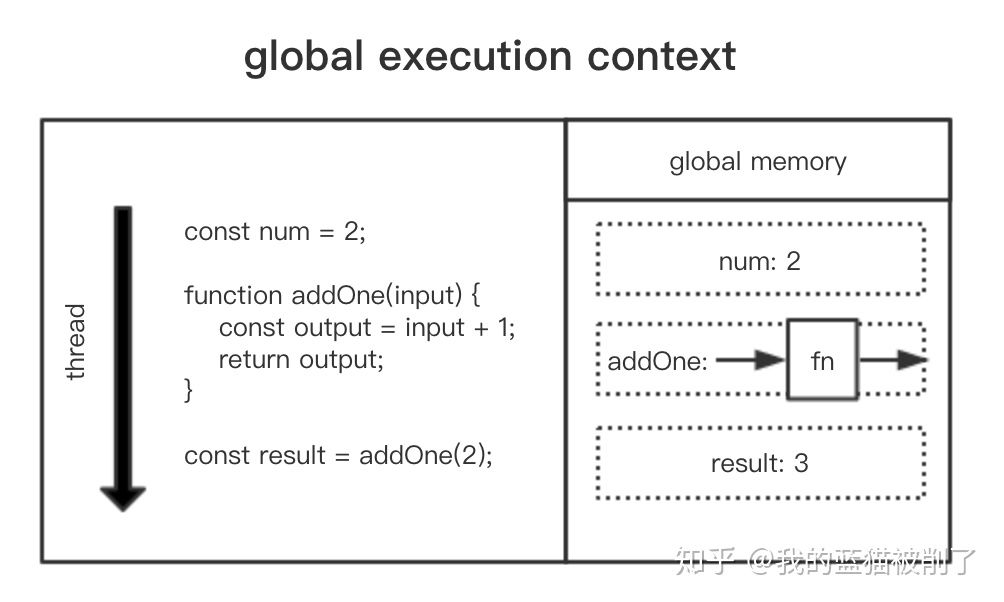 global execution context
global memory
thread
const num = 2;
function addOne(input) {
const output = input + 1;
return output;
}
const result = addOne(2);
num: 2
addOne:
fn
result: 3
知乎 @我的蓝猫被削了